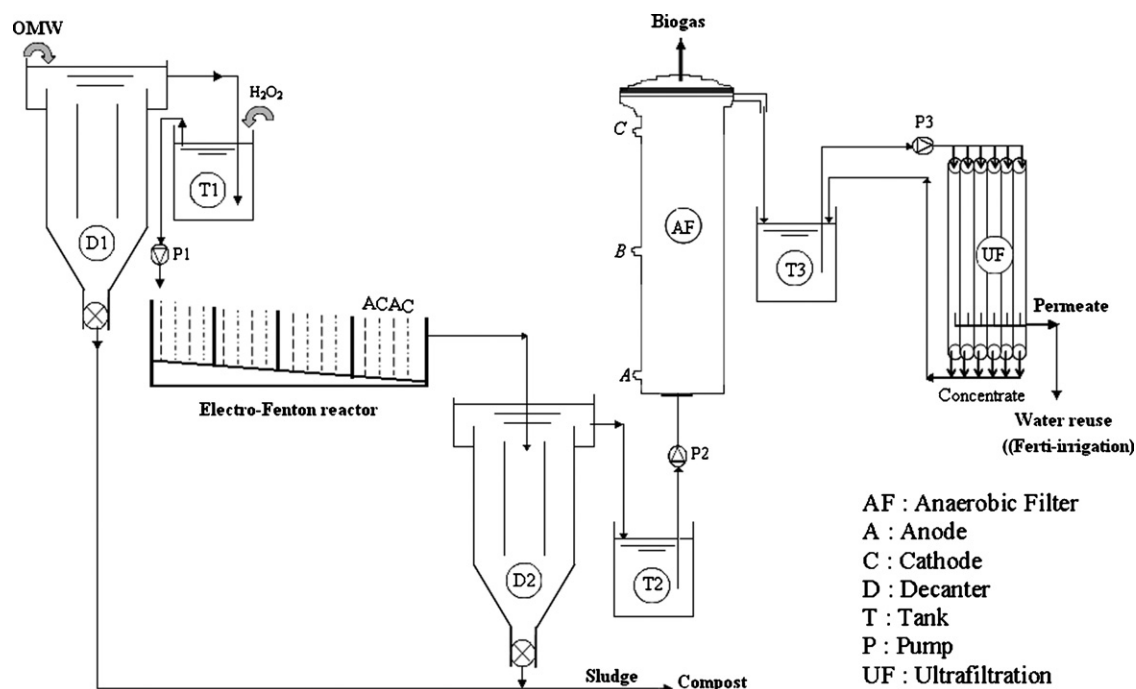 OMW
H₂O₂
T1
D1
P1
ACAC
Electro-Fenton reactor
D2
T2
P2
Biogas
C
B
A
AF
T3
P3
UF
Permeate
Concentrate
Water reuse
((Ferti-irrigation)
Sludge
Compost
AF : Anaerobic Filter
A : Anode
C : Cathode
D : Decanter
T : Tank
P : Pump
UF : Ultrafiltration